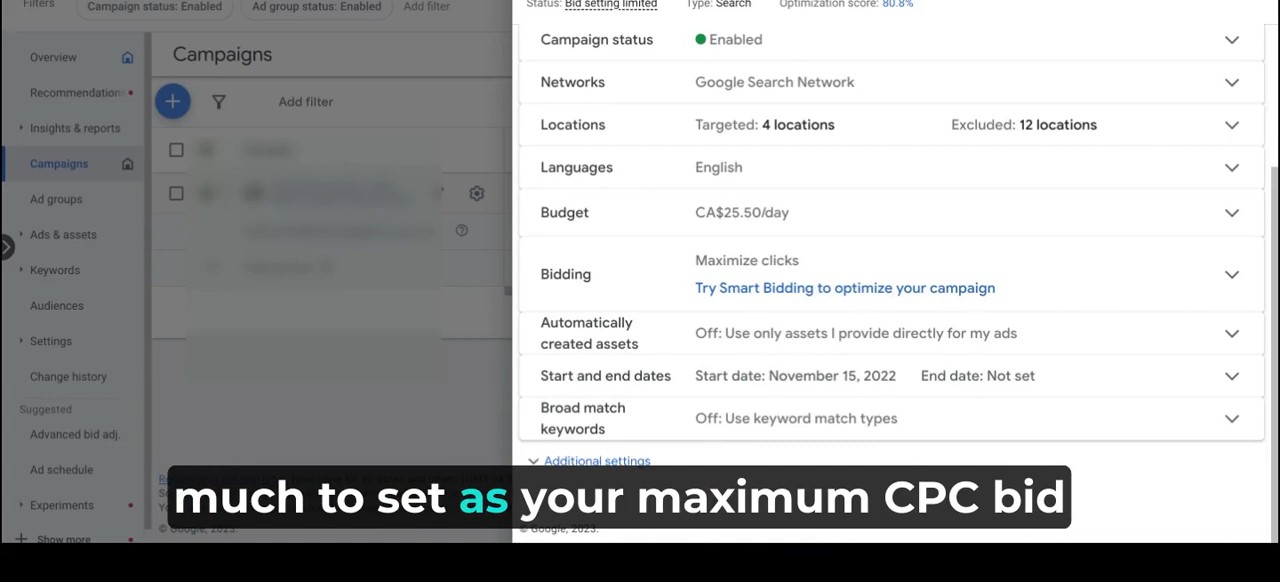 Filters
Campaign status: Enabled
Ad group status: Enabled
Add filter
Status: Bid setting limited Type: Search Optimization score: 80.8%
Overview
Recommendations
Insights & reports
Campaigns
Ad groups
Ads & assets
Keywords
Audiences
Settings
Change history
Suggested
Advanced bid adj.
Ad schedule
Experiments
Show more
Campaigns
Add filter
Campaign status Enabled
Networks Google Search Network
Locations Targeted: 4 locations Excluded: 12 locations
Languages English
Budget CA$25.50/day
Bidding Maximize clicks
Try Smart Bidding to optimize your campaign
Automatically
created assets
Off: Use only assets I provide directly for my ads
Start and end dates Start date: November 15, 2022 End date: Not set
Broad match
keywords
Off: Use keyword match types
Additional settings
much to set as your maximum CPC bid
© Google, 2023.
© Google, 2023.